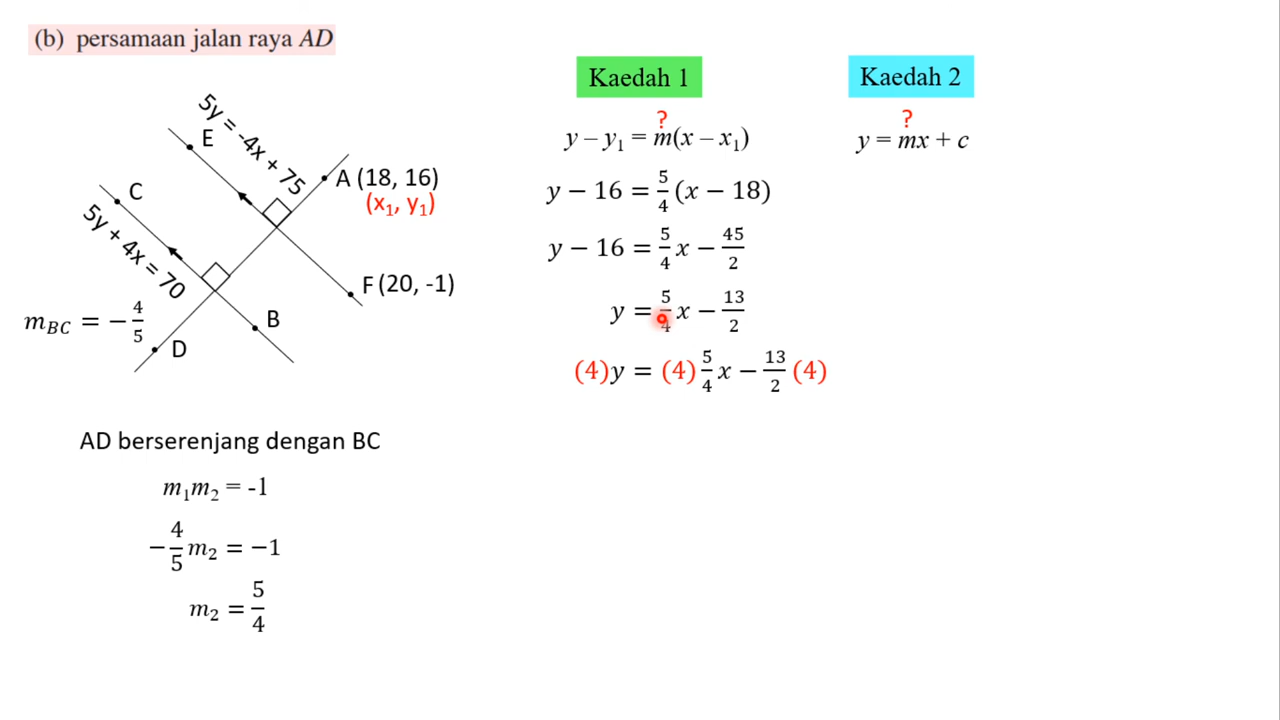 (b) persamaan jalan raya AD
5y = -4x + 75
E
A (18, 16)
(x₁, y₁)
C
5y + 4x = 70
F (20, -1)
B
D
m_BC = −4/5
AD berserenjang dengan BC
m₁m₂ = -1
−4/5 m₂ = −1
m₂ = 5/4
Kaedah 1
?
y – y₁ = m(x – x₁)
y − 16 = 5/4 (x − 18)
y − 16 = 5/4 x − 45/2
y = 5/4 x − 13/2
(4)y = (4) 5/4 x − 13/2 (4)
Kaedah 2
?
y = mx + c